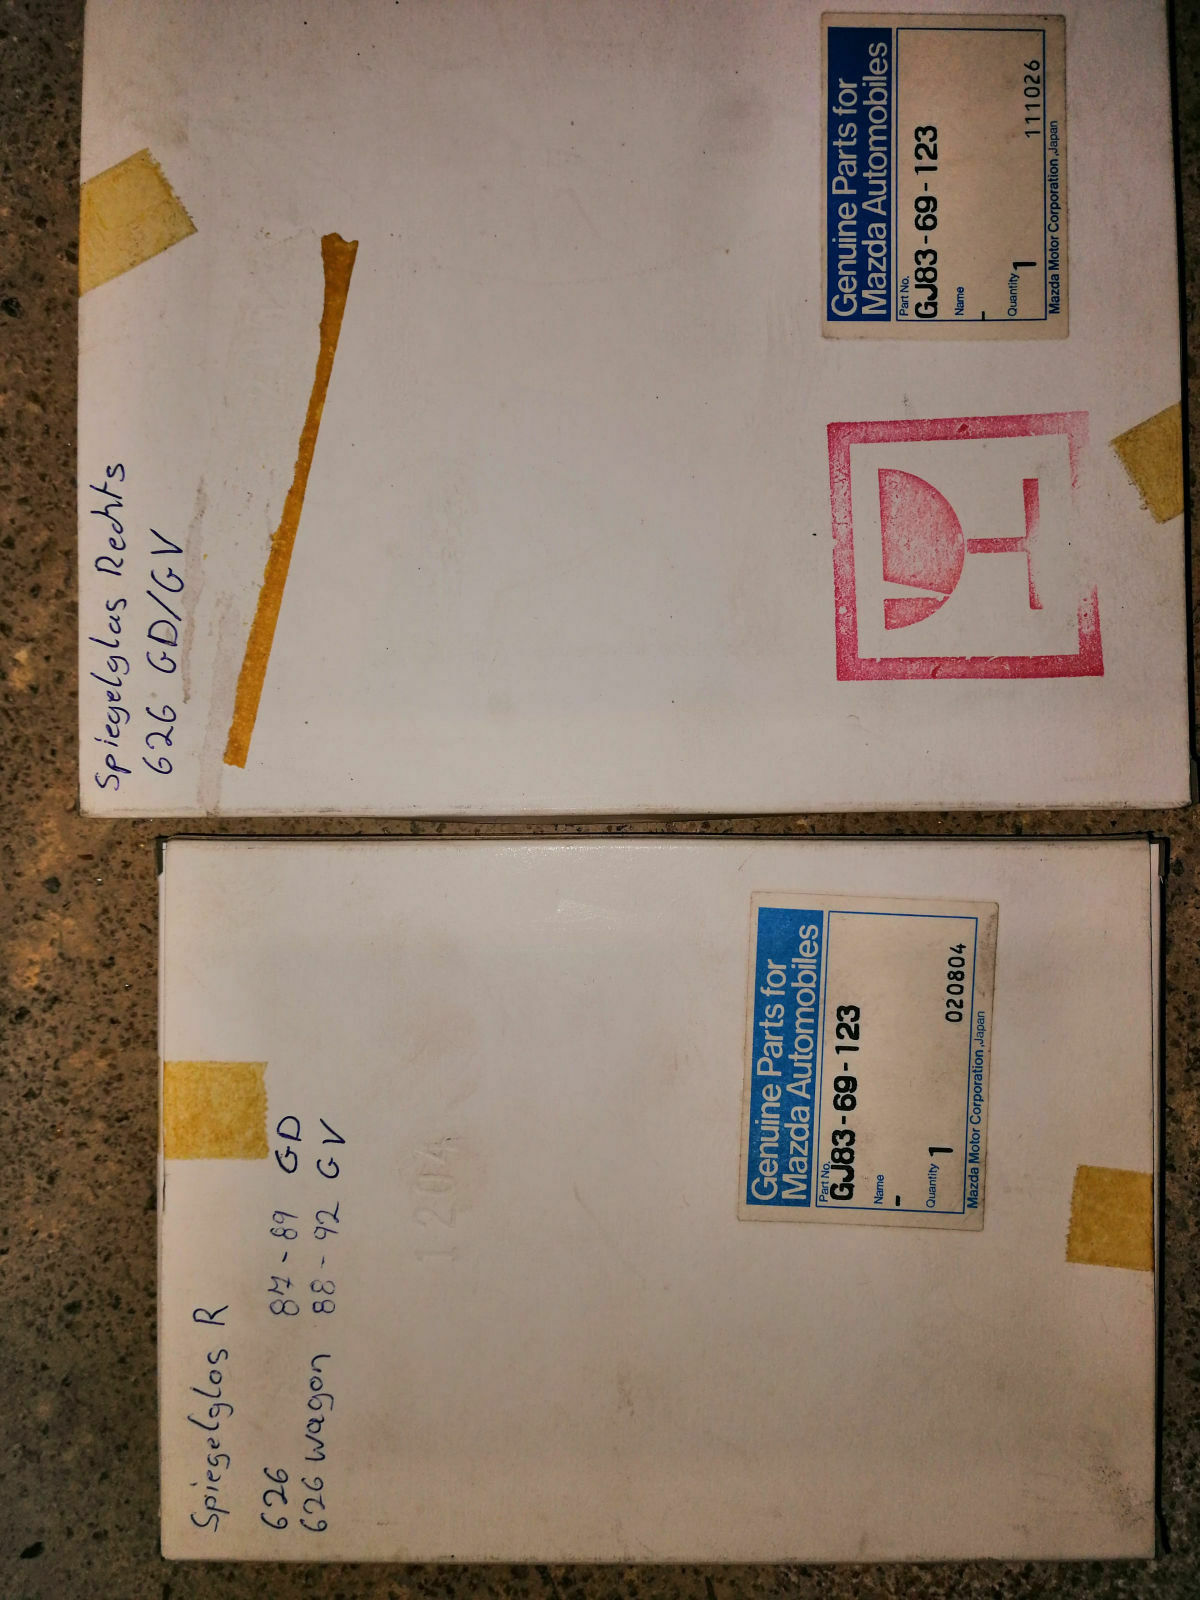 Spiegelglas Rechts
626 GD/GV
Genuine Parts for
Mazda Automobiles
Part No.
GJ83-69-123
Name
-
Quantity 1
111026
Mazda Motor Corporation, Japan
Spiegelglas R
626 87-89 GD
626 Wagon 88-92 GV
1204
Genuine Parts for
Mazda Automobiles
Part No.
GJ83-69-123
Name
-
Quantity 1
020804
Mazda Motor Corporation, Japan